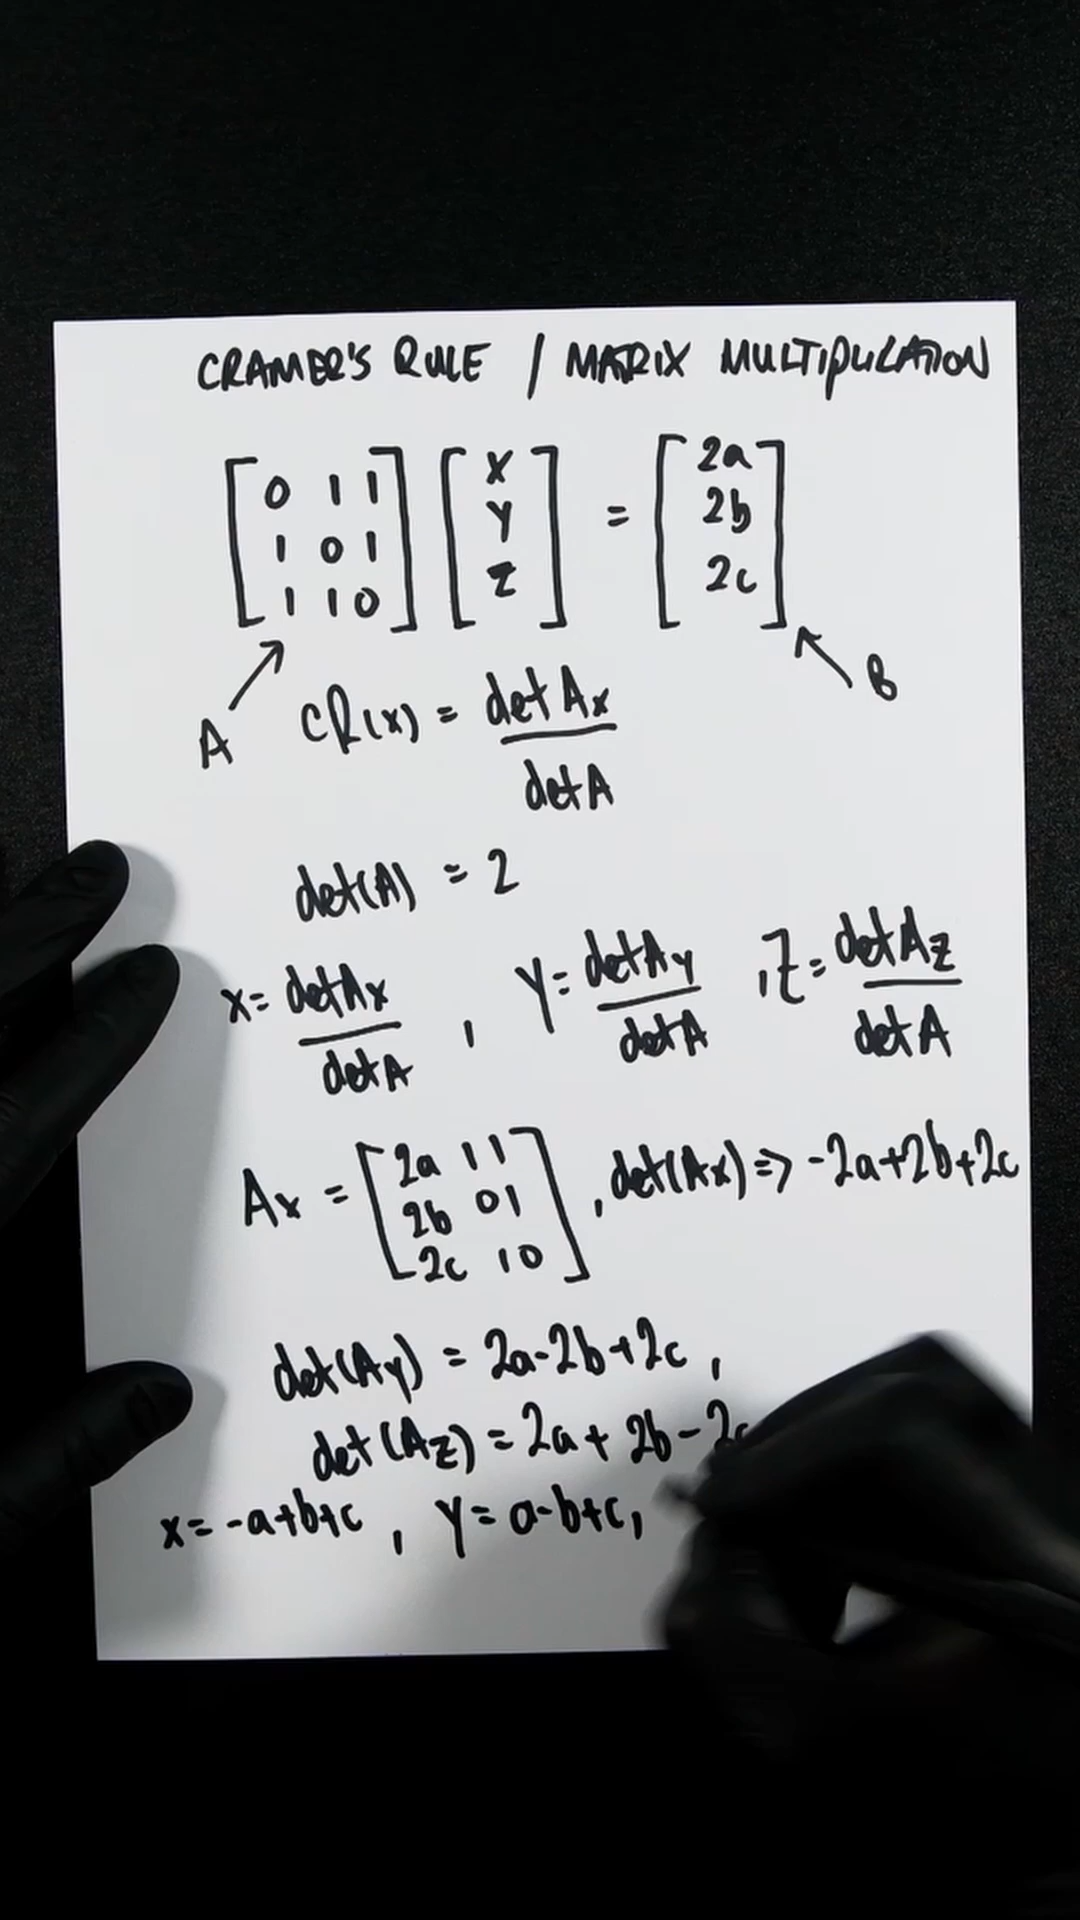 CRAMER'S RULE / MARIX MULTIPLICATION
[0 1 1] [x] = [2a]
[1 0 1] [y] [2b]
[1 1 0] [z] [2c]
A CR(x) = det Ax / det A B
det(A) = 2
x = det Ax / det A , y = det Ay / det A , z = det Az / det A
Ax = [2a 1 1] , det(Ax) => -2a+2b+2c
[2b 0 1]
[2c 1 0]
det(Ay) = 2a-2b+2c ,
det(Az) = 2a + 2b - 2c
x = -a+b+c , y = a-b+c,